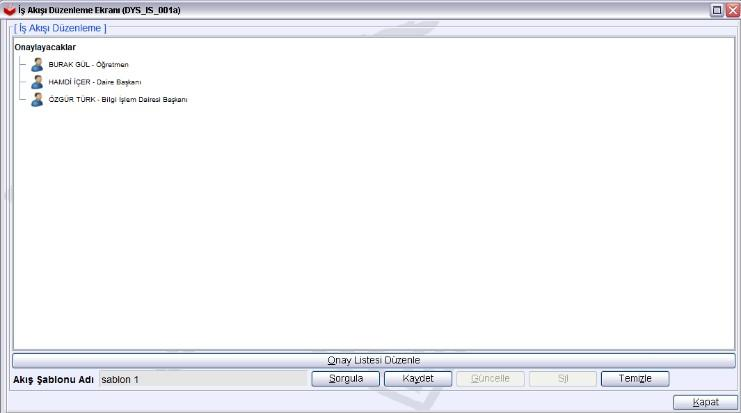 İş Akışı Düzenleme Ekranı (DYS_IS_001a)
[ İş Akışı Düzenleme ]
Onaylayacaklar
BURAK GÜL - Öğretmen
HAMDİ İÇER - Daire Başkanı
ÖZGÜR TÜRK - Bilgi İşlem Dairesi Başkanı
Onay Listesi Düzenle
Akış Şablonu Adı sablon 1 Sorgula Kaydet Güncelle Sil Temizle
Kapat